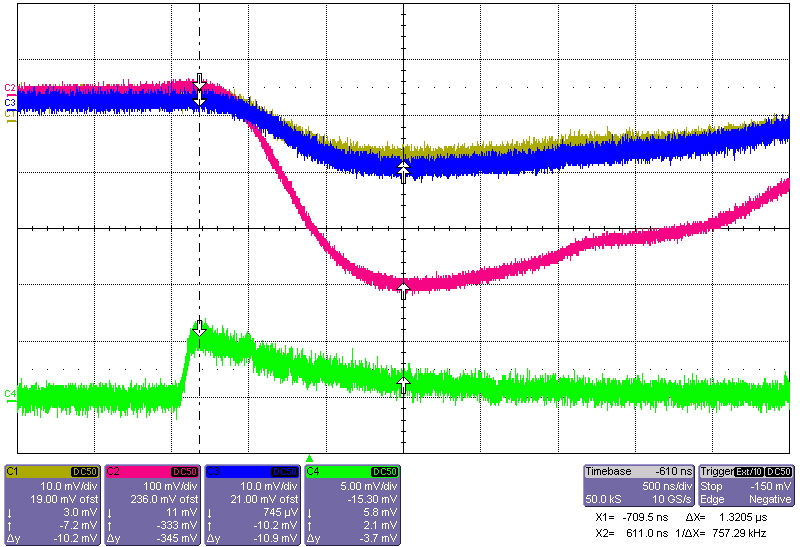 C2
C3
C1
C4
C1 DC50
10.0 mV/div
19.00 mV ofst
↓ 3.0 mV
↑ -7.2 mV
Δy -10.2 mV
C2 DC50
100 mV/div
236.0 mV ofst
↓ 11 mV
↑ -333 mV
Δy -345 mV
C3 DC50
10.0 mV/div
21.00 mV ofst
↓ 745 µV
↑ -10.2 mV
Δy -10.9 mV
C4 DC50
5.00 mV/div
-15.30 mV
↓ 5.8 mV
↑ 2.1 mV
Δy -3.7 mV
Timebase -610 ns
500 ns/div
50.0 kS 10 GS/s
Trigger Ext/10 DC50
Stop -150 mV
Edge Negative
X1= -709.5 ns ΔX= 1.3205 µs
X2= 611.0 ns 1/ΔX= 757.29 kHz